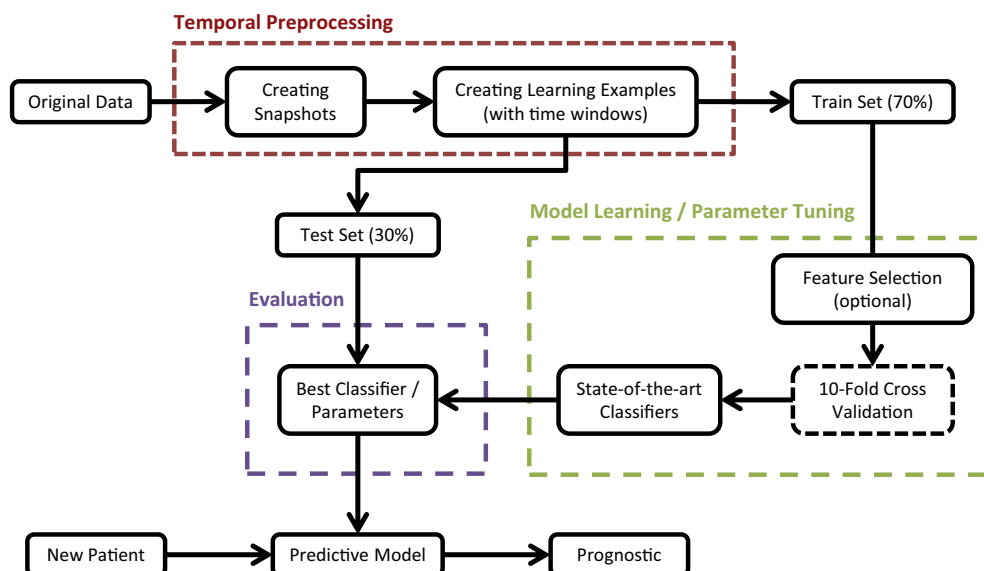 Temporal Preprocessing
Original Data
Creating
Snapshots
Creating Learning Examples
(with time windows)
Train Set (70%)
Test Set (30%)
Model Learning / Parameter Tuning
Feature Selection
(optional)
Evaluation
Best Classifier /
Parameters
State-of-the-art
Classifiers
10-Fold Cross
Validation
New Patient
Predictive Model
Prognostic